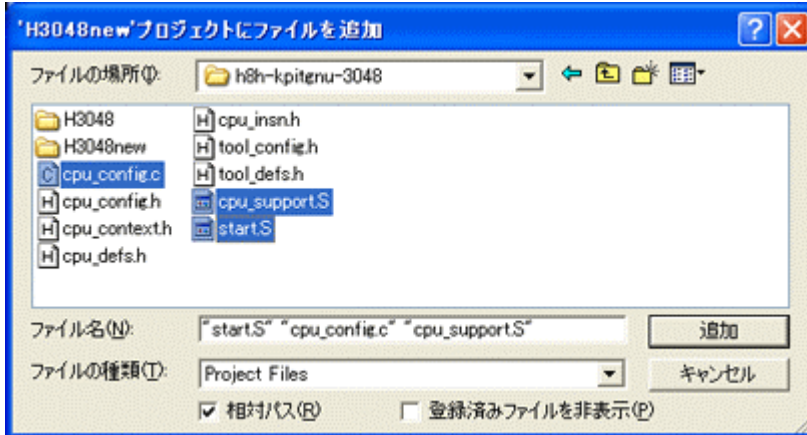 'H3048new'プロジェクトにファイルを追加
ファイルの場所(I):
h8h-kpitgnu-3048
H3048
H3048new
cpu_config.c
cpu_config.h
cpu_context.h
cpu_defs.h
cpu_insn.h
tool_config.h
tool_defs.h
cpu_support.S
start.S
ファイル名(N):
"start.S" "cpu_config.c" "cpu_support.S"
追加
ファイルの種類(T):
Project Files
キャンセル
相対パス(R)
登録済みファイルを非表示(P)